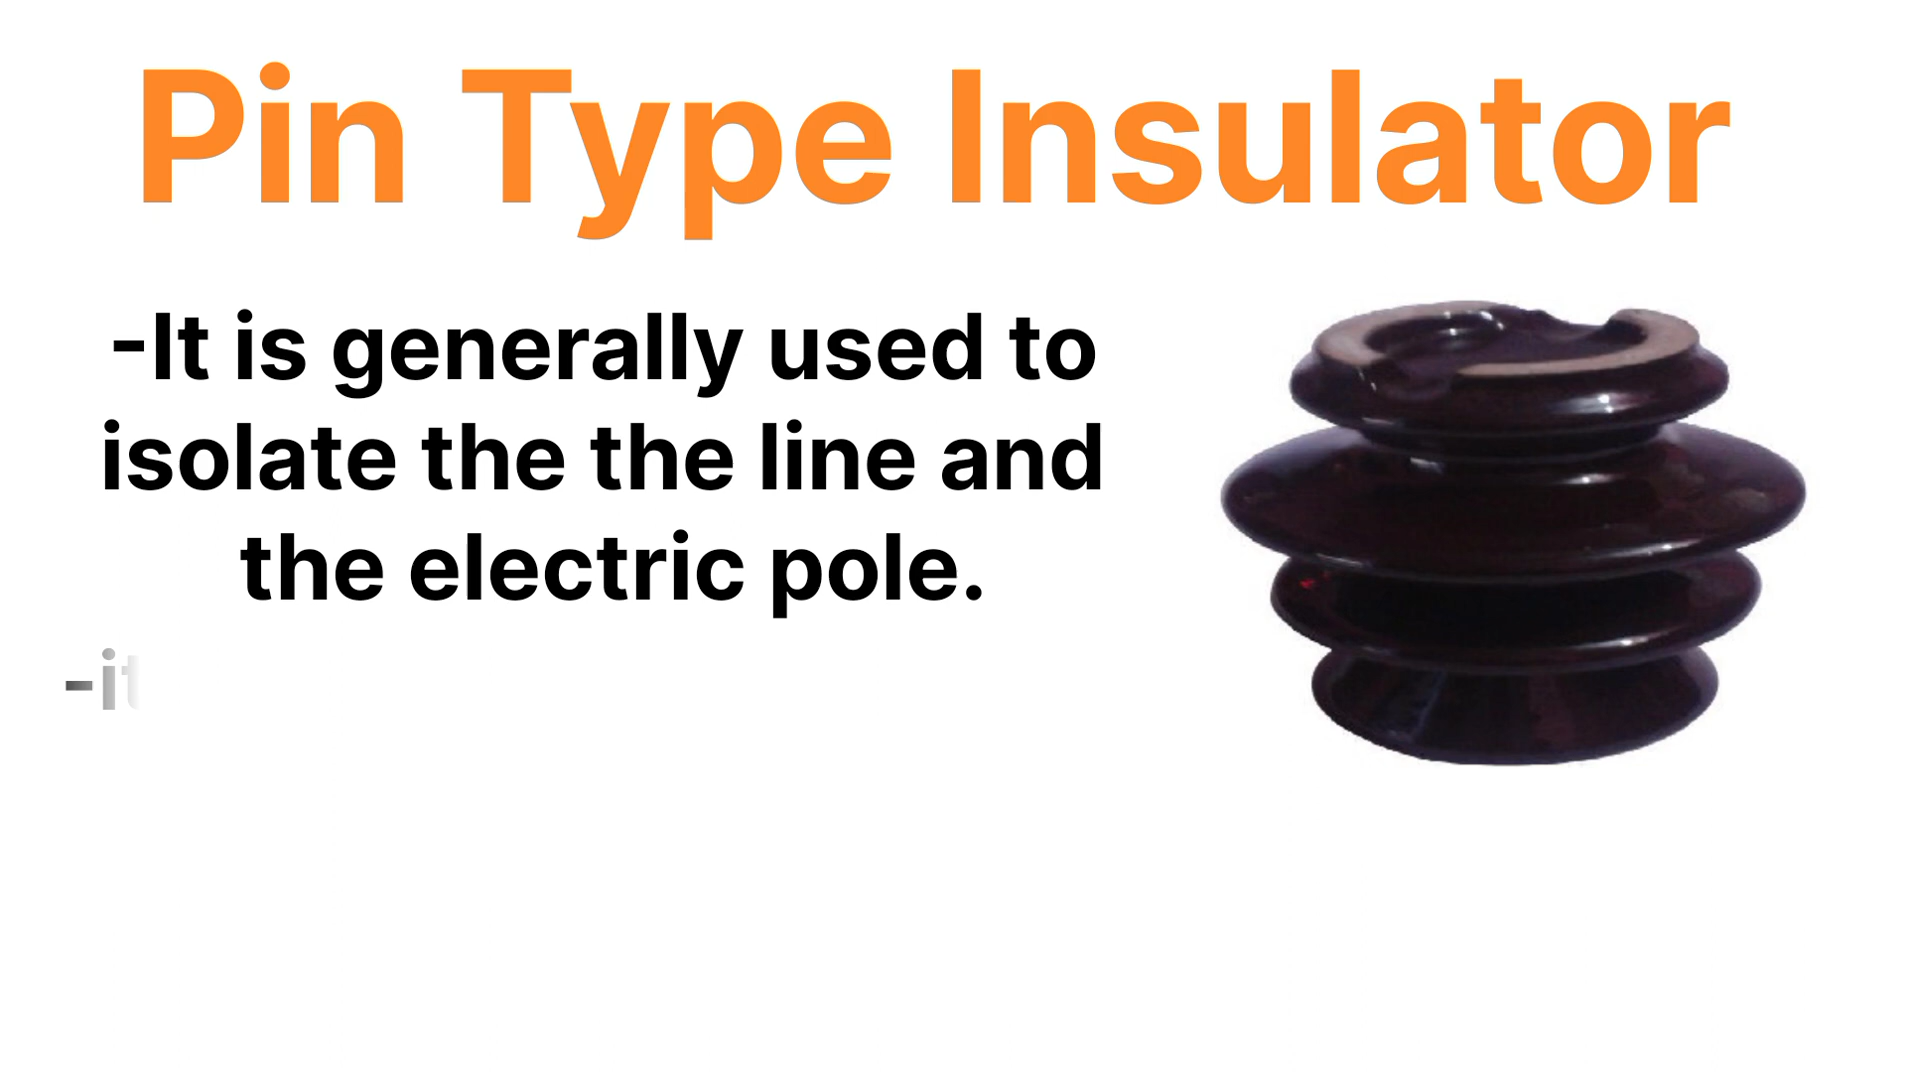 Pin Type Insulator
-It is generally used to
isolate the the line and
the electric pole.
-it